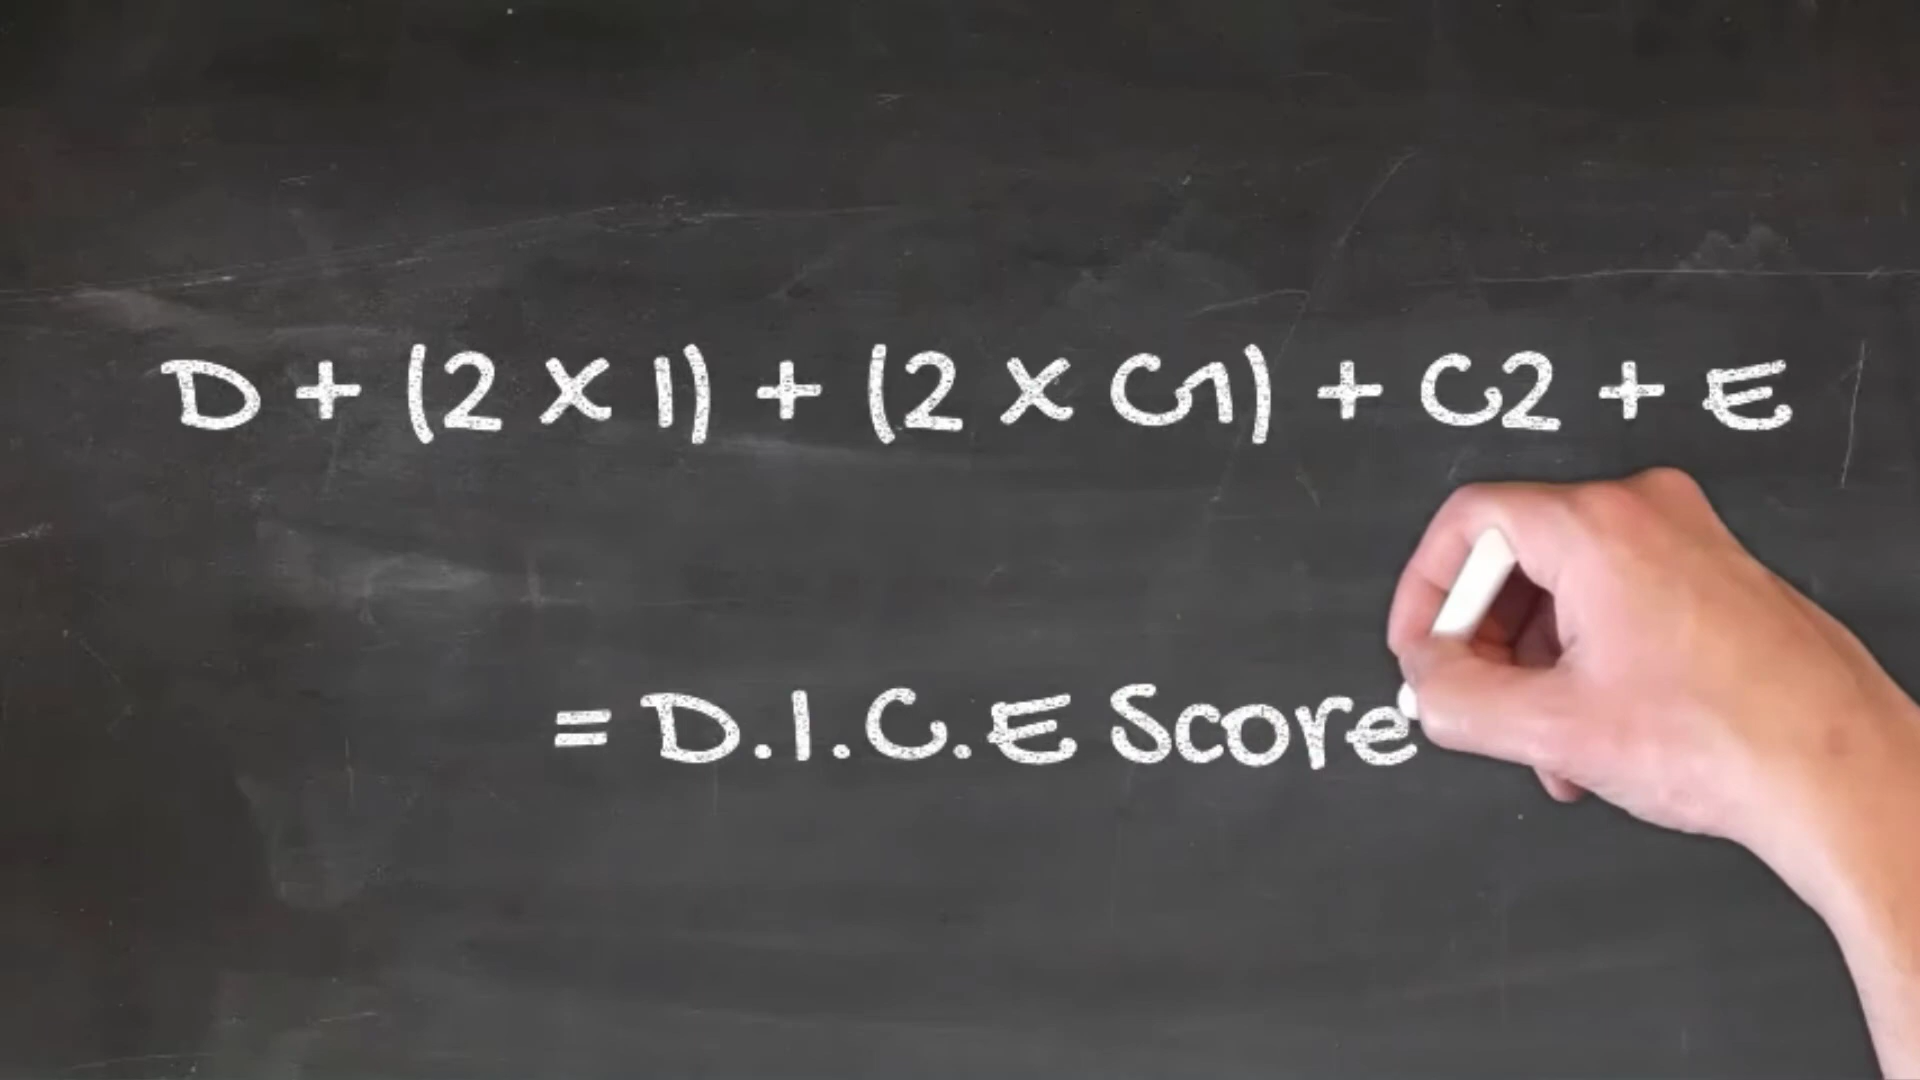 D + (2 X I) + (2 X C1) + C2 + E
= D.I.C.E Score